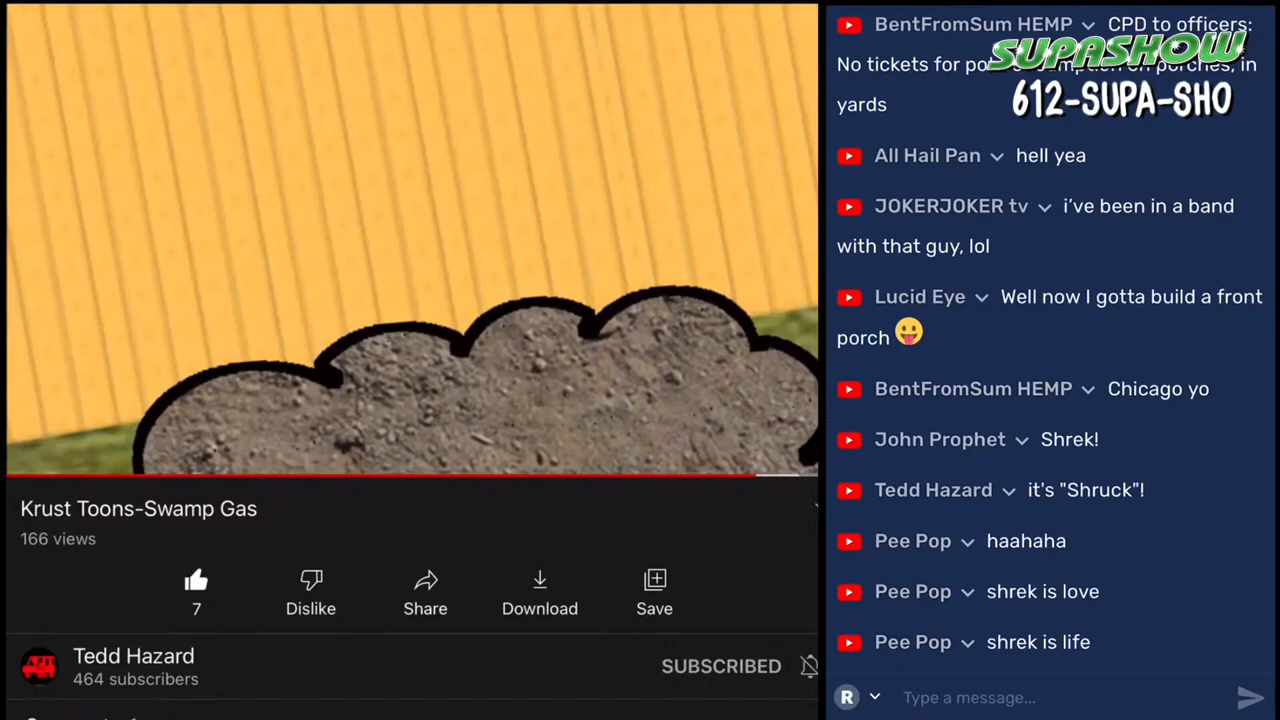 Krust Toons-Swamp Gas
166 views
7
Dislike
Share
Download
Save
Tedd Hazard
464 subscribers
SUBSCRIBED
BentFromSum HEMP CPD to officers:
No tickets for on porches, in
yards
SUPASHOW
612-SUPA-SHO
All Hail Pan hell yea
JOKERJOKER tv i’ve been in a band
with that guy, lol
Lucid Eye Well now I gotta build a front
porch 😛
BentFromSum HEMP Chicago yo
John Prophet Shrek!
Tedd Hazard it's "Shruck"!
Pee Pop haahaha
Pee Pop shrek is love
Pee Pop shrek is life
R Type a message...